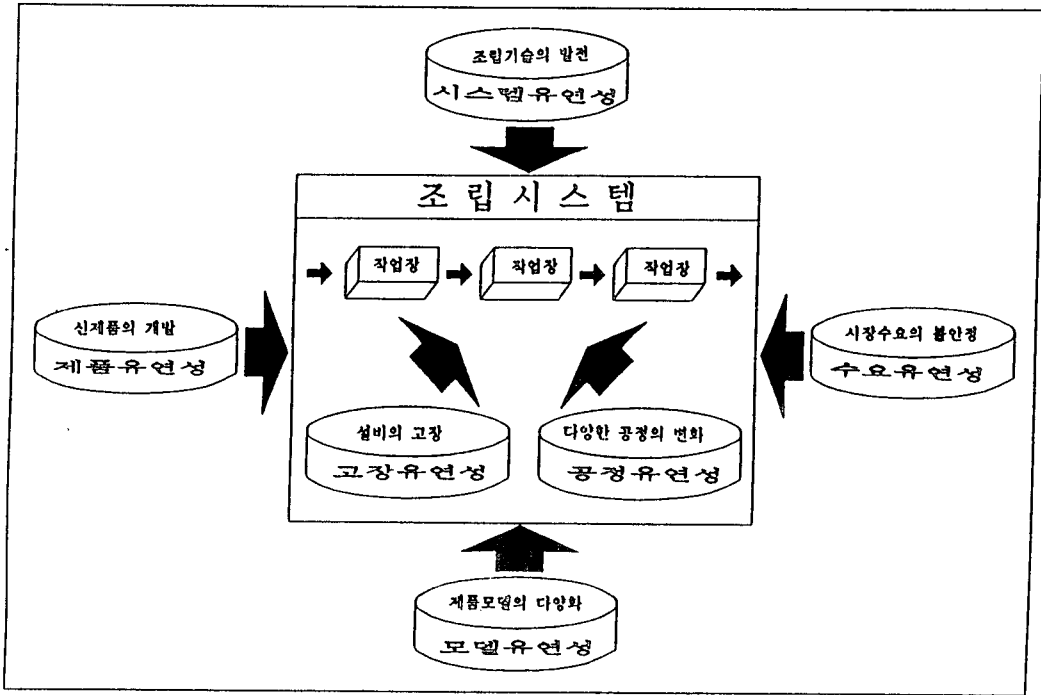 조립기술의 발전
시스템유연성
조 립 시 스 템
작업장
작업장
작업장
신제품의 개발
제품유연성
시장수요의 불안정
수요유연성
설비의 고장
고장유연성
다양한 공정의 변화
공정유연성
제품모델의 다양화
모델유연성